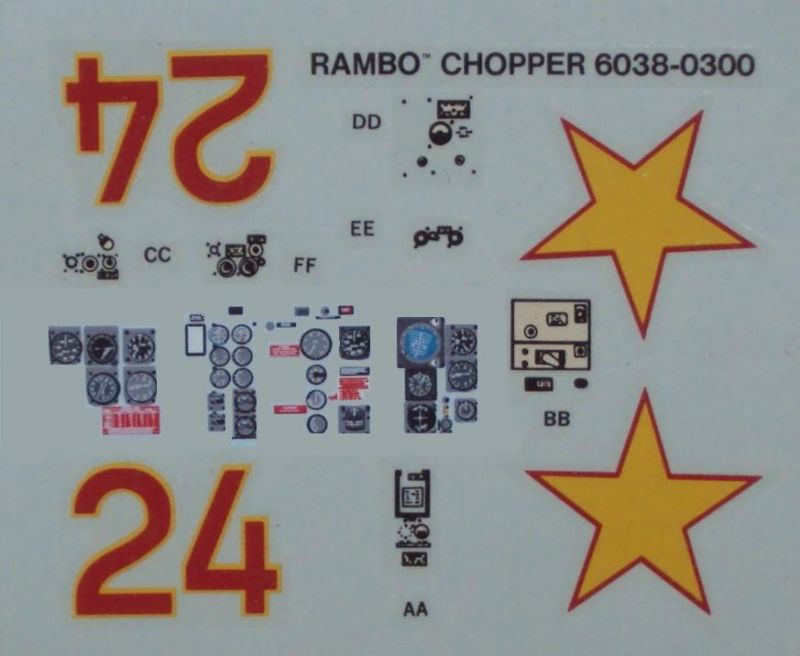 RAMBO™ CHOPPER 6038-0300
24
DD
EE
CC
FF
BB
24
AA